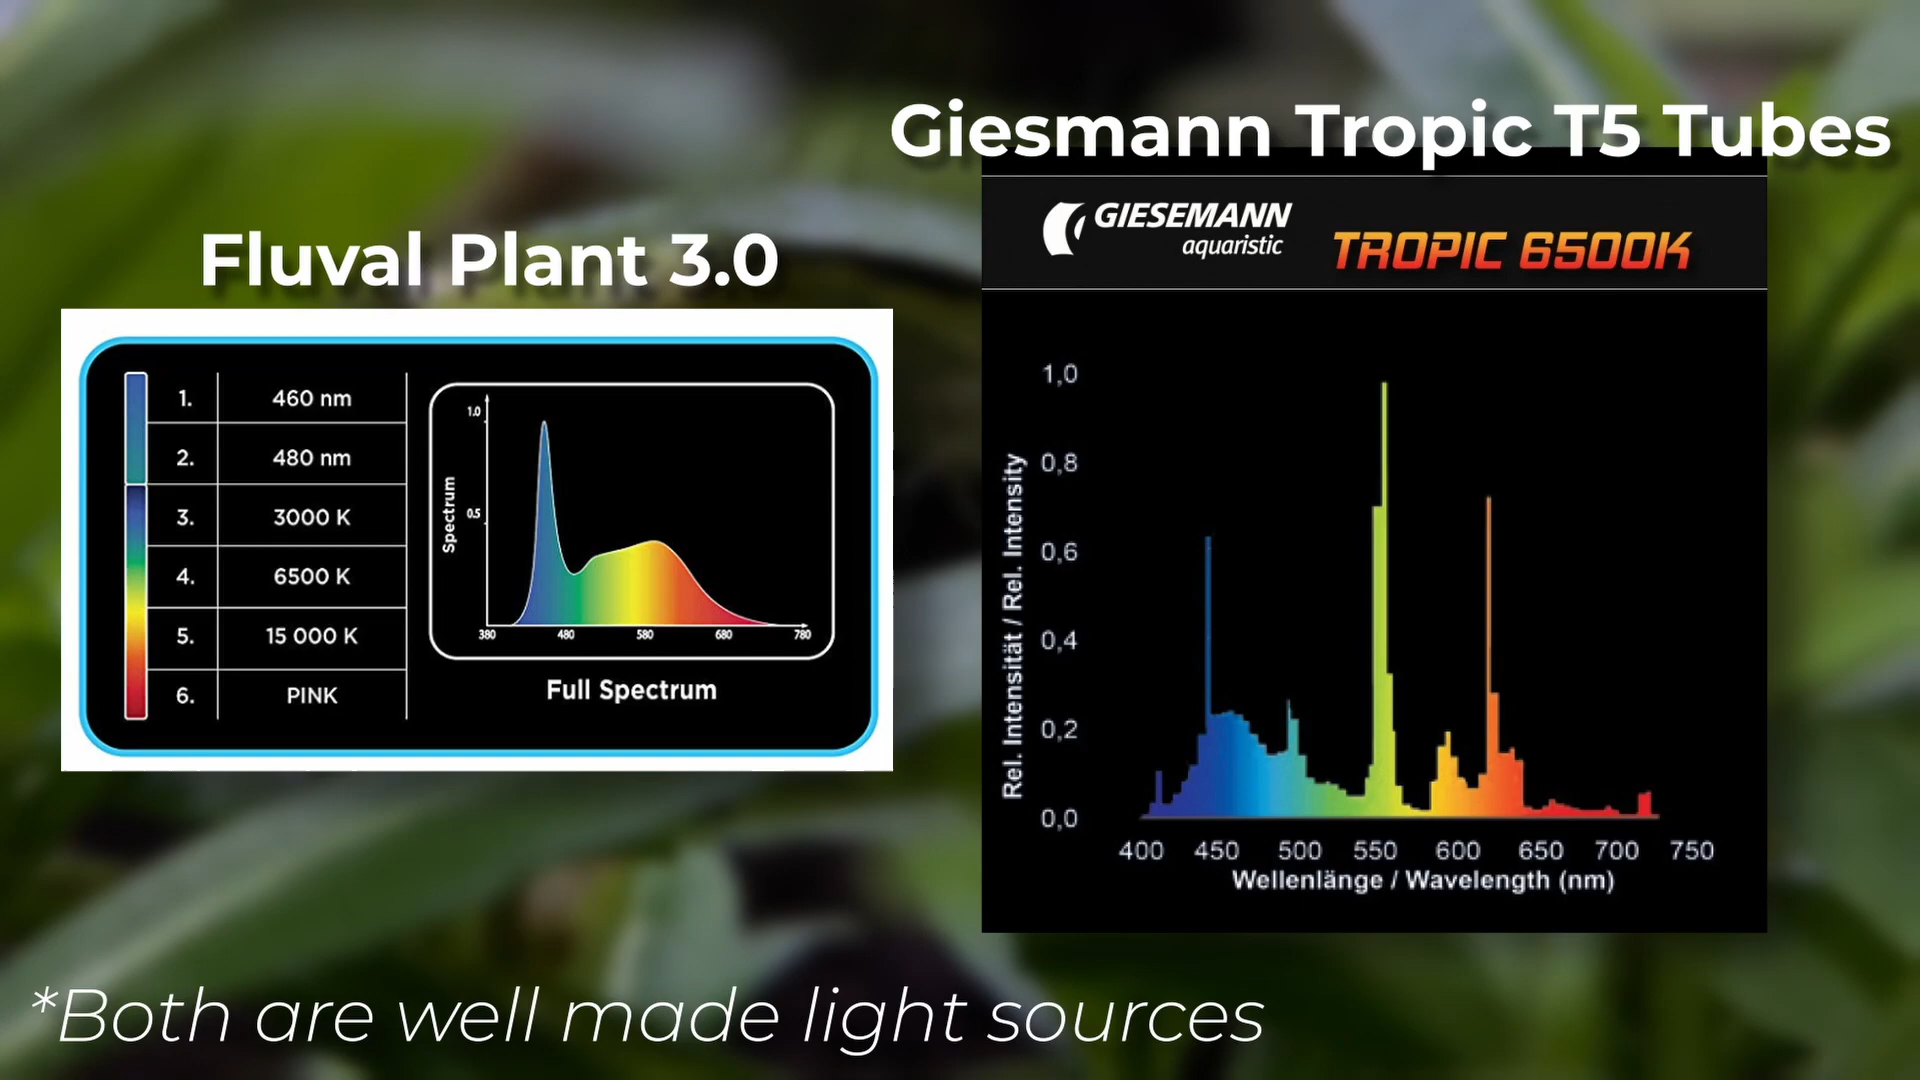 Giesmann Tropic T5 Tubes
Fluval Plant 3.0
1. 460 nm
2. 480 nm
3. 3000 K
4. 6500 K
5. 15 000 K
6. PINK
Spectrum
1.0
0.5
380 480 580 680 780
Full Spectrum
GIESEMANN
aquaristic
TROPIC 6500K
Rel. Intensität / Rel. Intensity
1,0
0,8
0,6
0,4
0,2
0,0
400 450 500 550 600 650 700 750
Wellenlänge / Wavelength (nm)
*Both are well made light sources